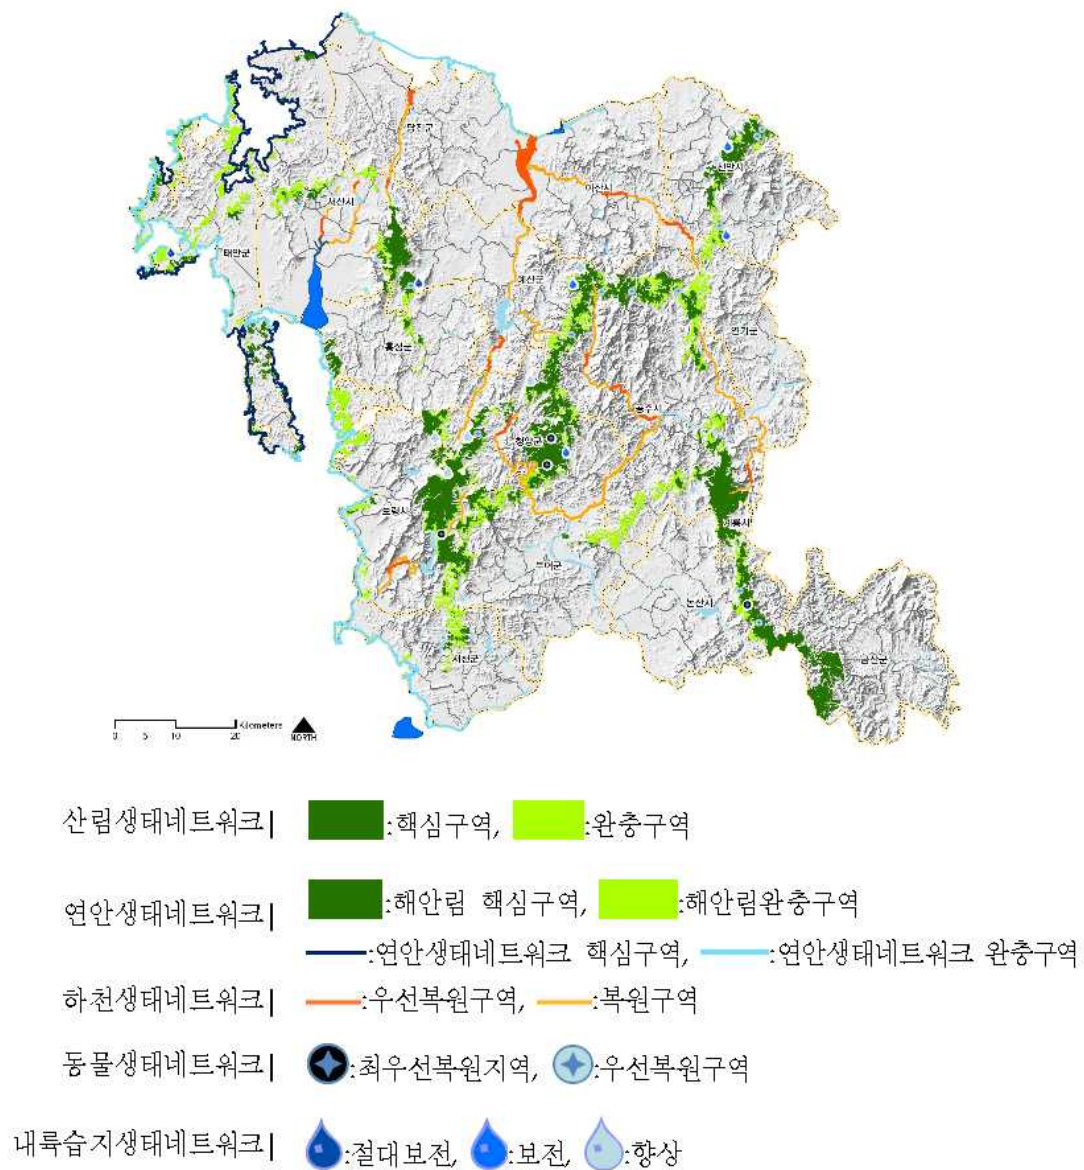 당진군
천안시
아산시
서산시
태안군
예산군
연기군
홍성군
공주시
청양군
보령시
계룡시
부여군
논산시
서천군
금산군
Kilometers
0 5 10 20
NORTH
산림생태네트워크| :핵심구역, :완충구역
연안생태네트워크| :해안림 핵심구역, :해안림완충구역
:연안생태네트워크 핵심구역, :연안생태네트워크 완충구역
하천생태네트워크| :우선복원구역, :복원구역
동물생태네트워크| :최우선복원지역, :우선복원구역
내륙습지생태네트워크| :절대보전, :보전, :향상